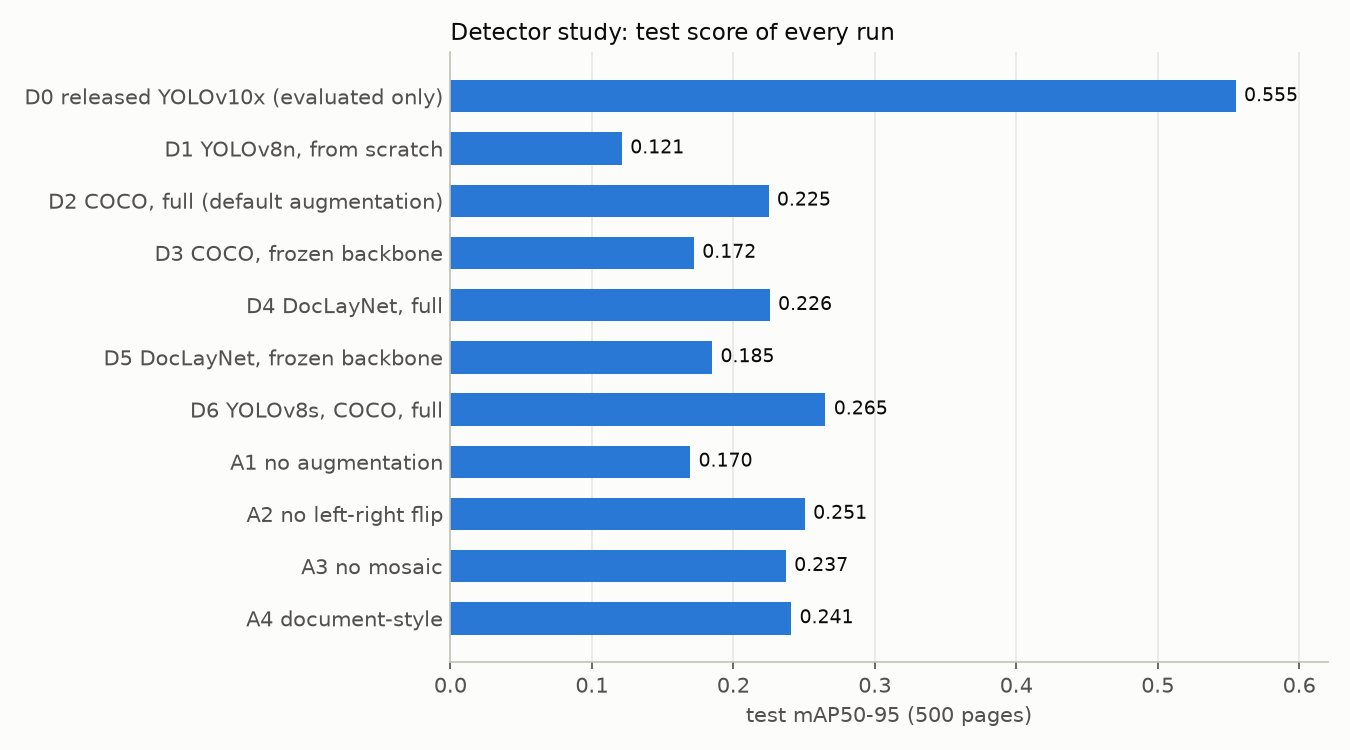 Detector study: test score of every run
D0 released YOLOv10x (evaluated only) 0.555
D1 YOLOv8n, from scratch 0.121
D2 COCO, full (default augmentation) 0.225
D3 COCO, frozen backbone 0.172
D4 DocLayNet, full 0.226
D5 DocLayNet, frozen backbone 0.185
D6 YOLOv8s, COCO, full 0.265
A1 no augmentation 0.170
A2 no left-right flip 0.251
A3 no mosaic 0.237
A4 document-style 0.241
0.0 0.1 0.2 0.3 0.4 0.5 0.6
test mAP50-95 (500 pages)